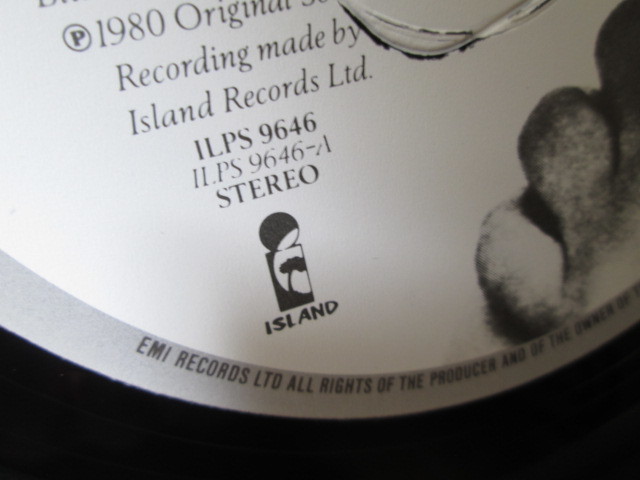 ℗1980 Original
Recording made by
Island Records Ltd.
ILPS 9646
ILPS 9646-A
STEREO
ISLAND
EMI RECORDS LTD ALL RIGHTS OF THE PRODUCER AND OF THE OWNER OF